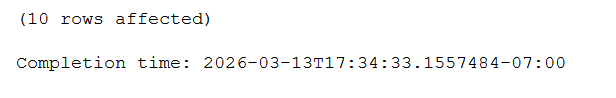 (10 rows affected)
Completion time: 2026-03-13T17:34:33.1557484-07:00